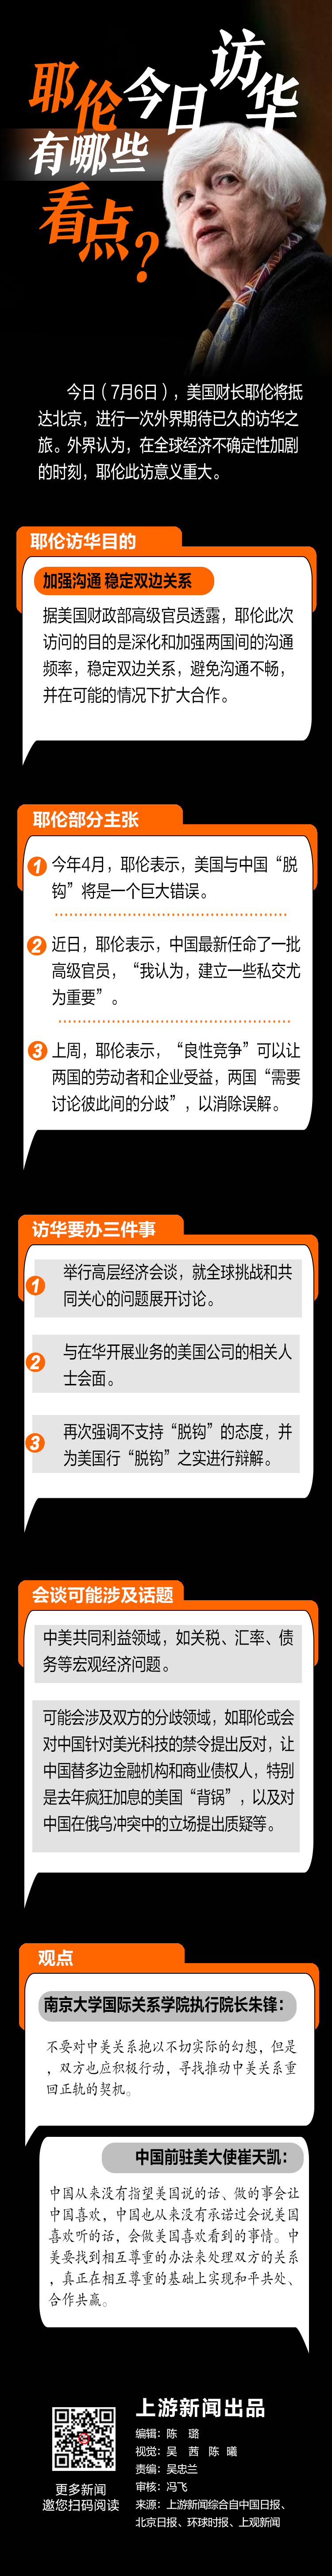 耶伦今日访华
有哪些
看点?
今日（7月6日），美国财长耶伦将抵
达北京，进行一次外界期待已久的访华之
旅。外界认为，在全球经济不确定性加剧
的时刻，耶伦此访意义重大。
耶伦访华目的
加强沟通 稳定双边关系
据美国财政部高级官员透露，耶伦此次
访问的目的是深化和加强两国间的沟通
频率，稳定双边关系，避免沟通不畅，
并在可能的情况下扩大合作。
耶伦部分主张
1 今年4月，耶伦表示，美国与中国“脱
钩”将是一个巨大错误。
2 近日，耶伦表示，中国最新任命了一批
高级官员，“我认为，建立一些私交尤
为重要”。
3 上周，耶伦表示，“良性竞争”可以让
两国的劳动者和企业受益，两国“需要
讨论彼此间的分歧”，以消除误解。
访华要办三件事
1 举行高层经济会谈，就全球挑战和共
同关心的问题展开讨论。
2 与在华开展业务的美国公司的相关人
士会面。
3 再次强调不支持“脱钩”的态度，并
为美国行“脱钩”之实进行辩解。
会谈可能涉及话题
中美共同利益领域，如关税、汇率、债
务等宏观经济问题。
可能会涉及双方的分歧领域，如耶伦或会
对中国针对美光科技的禁令提出反对，让
中国替多边金融机构和商业债权人，特别
是去年疯狂加息的美国“背锅”，以及对
中国在俄乌冲突中的立场提出质疑等。
观点
南京大学国际关系学院执行院长朱锋：
不要对中美关系抱以不切实际的幻想，但是
，双方也应积极行动，寻找推动中美关系重
回正轨的契机。
中国前驻美大使崔天凯：
中国从来没有指望美国说的话、做的事会让
中国喜欢，中国也从来没有承诺过会说美国
喜欢听的话，会做美国喜欢看到的事情。中
美要找到相互尊重的办法来处理双方的关系
，真正在相互尊重的基础上实现和平共处、
合作共赢。
上游新闻出品
编辑：陈 璐
视觉：吴 茜 陈 曦
责编：吴忠兰
审核：冯飞
来源：上游新闻综合自中国日报、
北京日报、环球时报、上观新闻
更多新闻
邀您扫码阅读